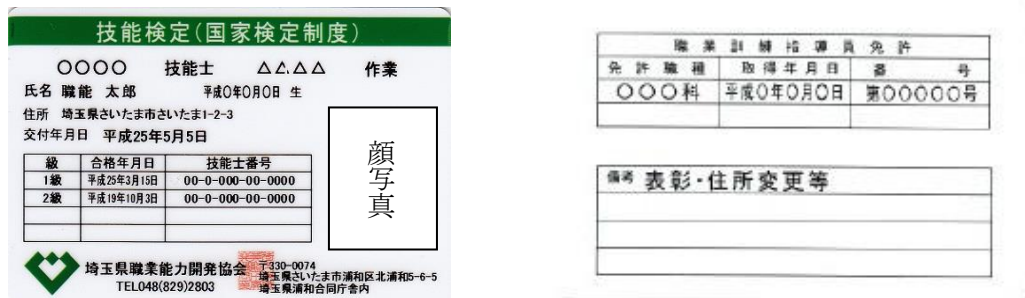 技能検定(国家検定制度)
○○○○ 技能士 △△△△ 作業
氏名 職能 太郎 平成0年0月0日 生
住所 埼玉県さいたま市さいたま1-2-3
交付年月日 平成25年5月5日
級 合格年月日 技能士番号
1級 平成25年3月15日 00-0-000-00-0000
2級 平成19年10月3日 00-0-000-00-0000
顔写真
埼玉県職業能力開発協会
TEL048(829)2803
〒330-0074
埼玉県さいたま市浦和区北浦和5-6-5
埼玉県浦和合同庁舎内
職業訓練指導員免許
免許職種 取得年月日 番号
○○○科 平成○年○月○日 第○○○○○号
備考 表彰・住所変更等